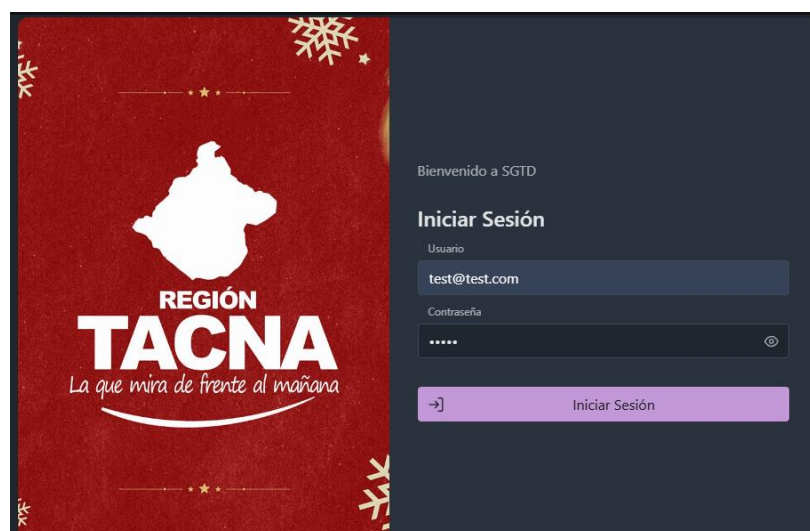 REGIÓN
TACNA
La que mira de frente al mañana
Bienvenido a SGTD
Iniciar Sesión
Usuario
test@test.com
Contraseña
•••••
Iniciar Sesión